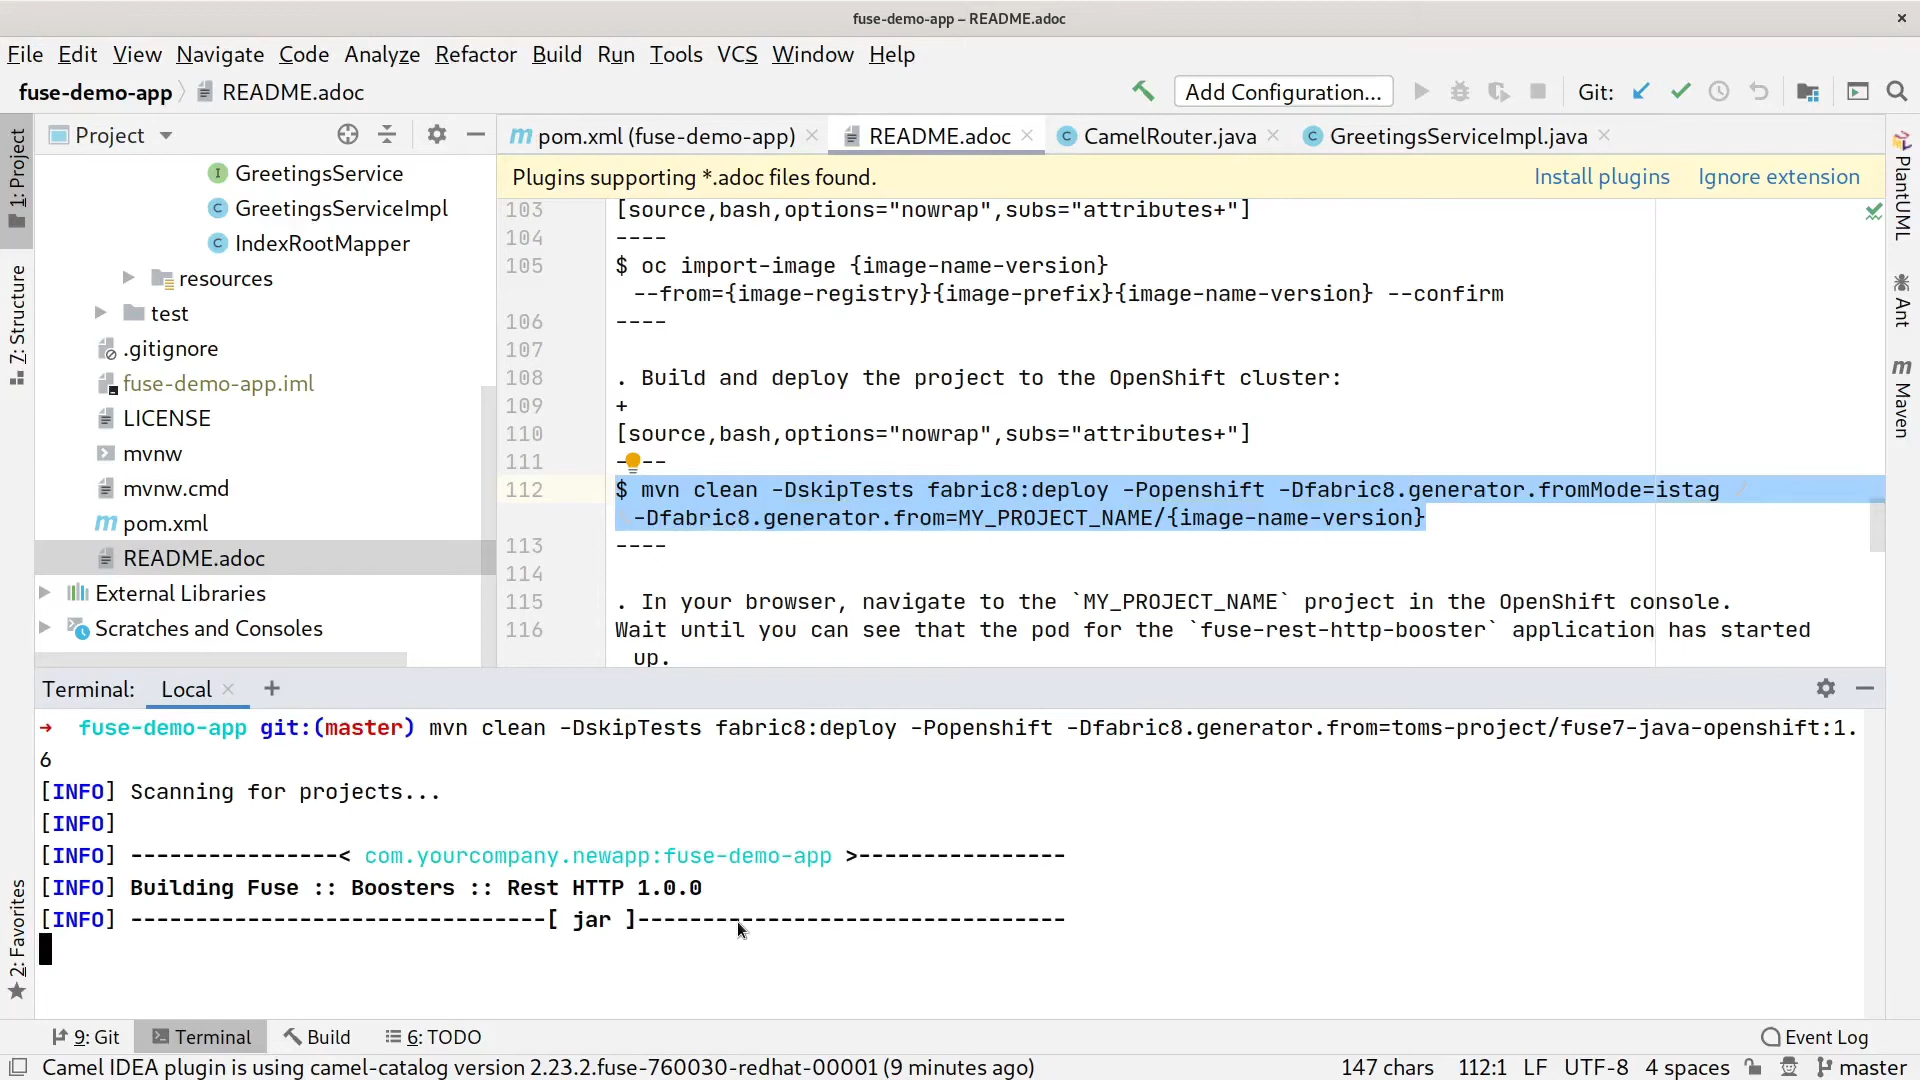 fuse-demo-app – README.adoc
File Edit View Navigate Code Analyze Refactor Build Run Tools VCS Window Help
fuse-demo-app README.adoc
Add Configuration...
Git:
Project
pom.xml (fuse-demo-app)
README.adoc
CamelRouter.java
GreetingsServiceImpl.java
Plugins supporting *.adoc files found.
Install plugins
Ignore extension
1: Project
7: Structure
2: Favorites
GreetingsService
GreetingsServiceImpl
IndexRootMapper
resources
test
.gitignore
fuse-demo-app.iml
LICENSE
mvnw
mvnw.cmd
pom.xml
README.adoc
External Libraries
Scratches and Consoles
103 [source,bash,options="nowrap",subs="attributes+"]
104 ----
105 $ oc import-image {image-name-version}
--from={image-registry}{image-prefix}{image-name-version} --confirm
106 ----
107
108 . Build and deploy the project to the OpenShift cluster:
109 +
110 [source,bash,options="nowrap",subs="attributes+"]
111 ----
112 $ mvn clean -DskipTests fabric8:deploy -Popenshift -Dfabric8.generator.fromMode=istag
-Dfabric8.generator.from=MY_PROJECT_NAME/{image-name-version}
113 ----
114
115 . In your browser, navigate to the `MY_PROJECT_NAME` project in the OpenShift console.
116 Wait until you can see that the pod for the `fuse-rest-http-booster` application has started
up.
PlantUML
Ant
Maven
Terminal: Local +
→ fuse-demo-app git:(master) mvn clean -DskipTests fabric8:deploy -Popenshift -Dfabric8.generator.from=toms-project/fuse7-java-openshift:1.
6
[INFO] Scanning for projects...
[INFO]
[INFO] ----------------< com.yourcompany.newapp:fuse-demo-app >----------------
[INFO] Building Fuse :: Boosters :: Rest HTTP 1.0.0
[INFO] --------------------------------[ jar ]---------------------------------
9: Git
Terminal
Build
6: TODO
Event Log
Camel IDEA plugin is using camel-catalog version 2.23.2.fuse-760030-redhat-00001 (9 minutes ago)
147 chars 112:1 LF UTF-8 4 spaces master